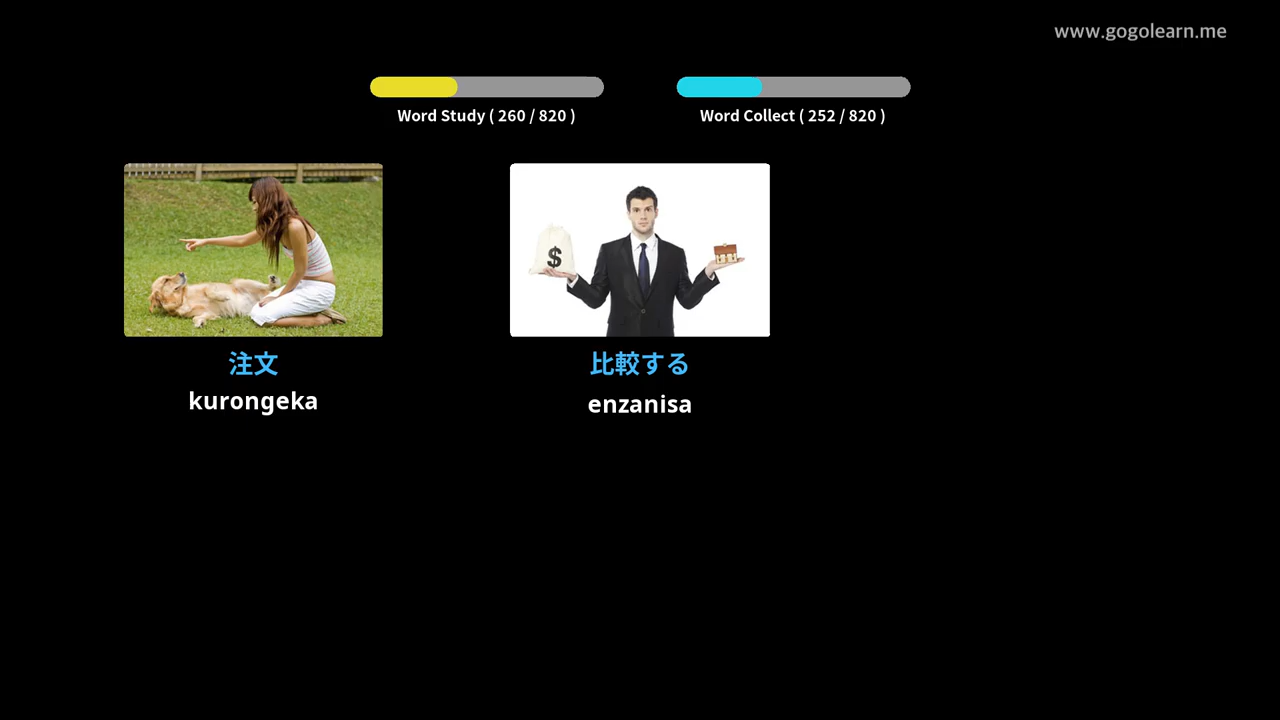 www.gogolearn.me
Word Study ( 260 / 820 )
Word Collect ( 252 / 820 )
$
注文
kurongeka
比較する
enzanisa